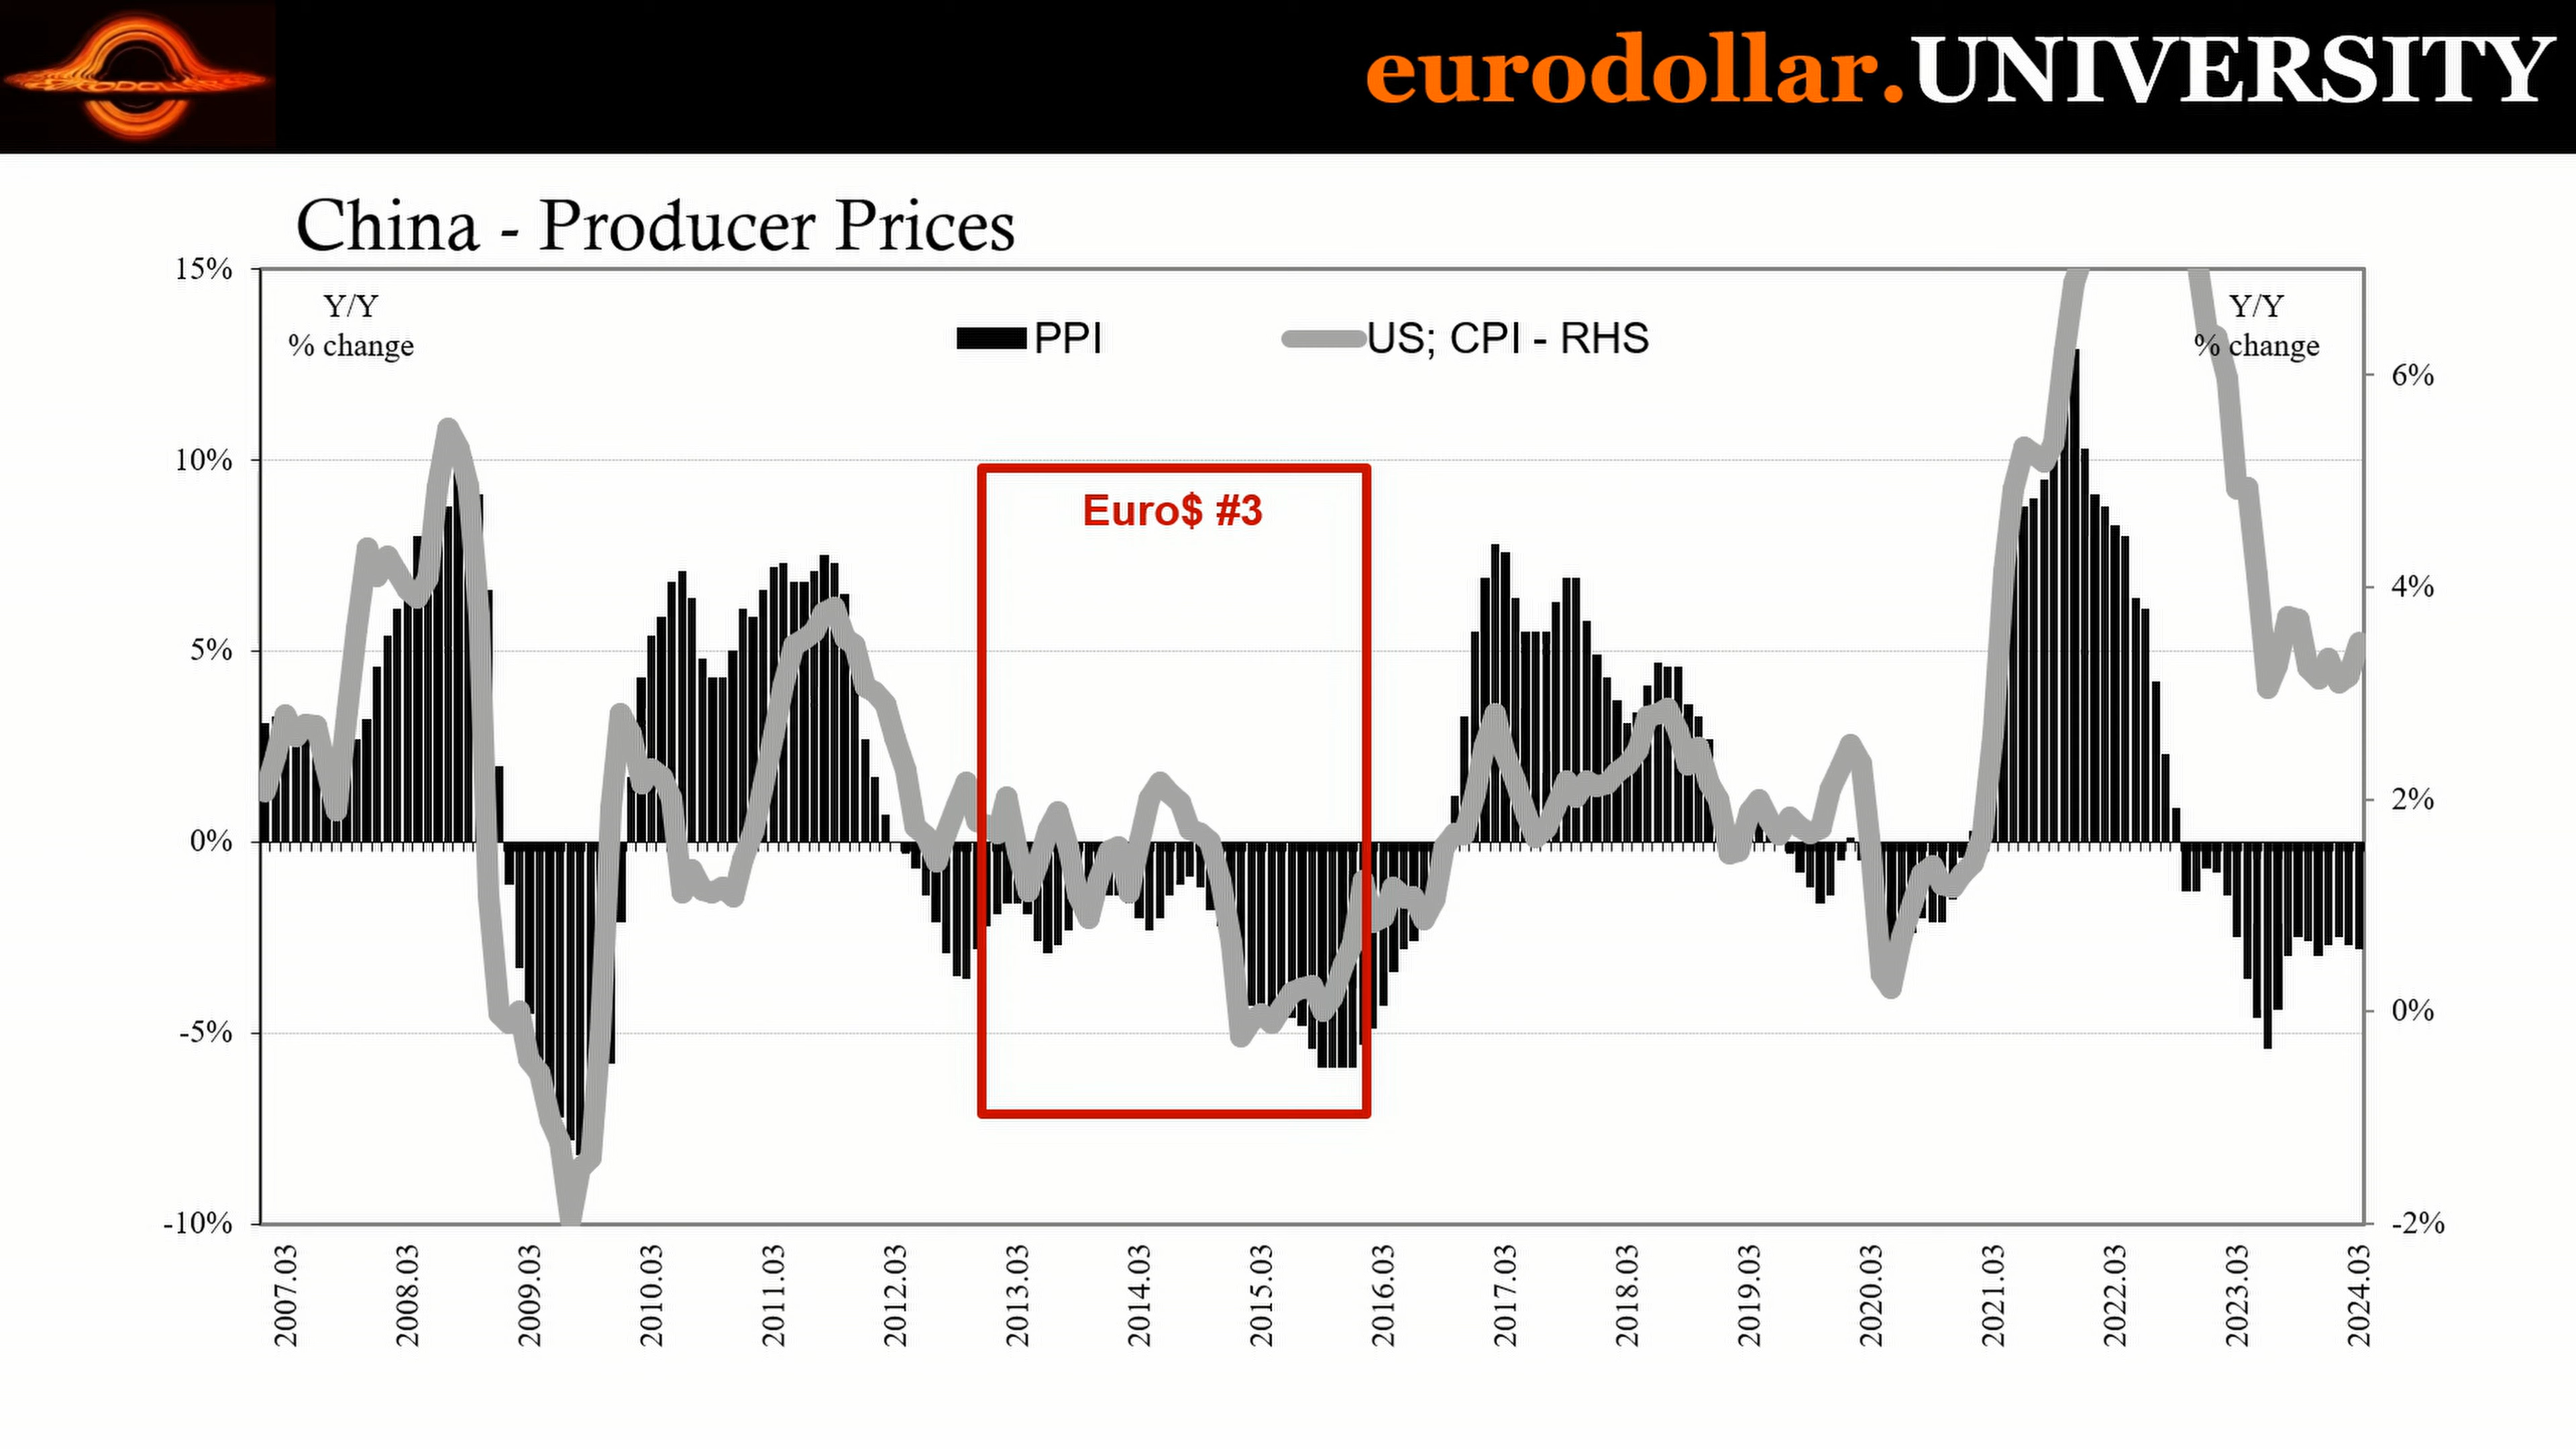 EURODOLLAR
eurodollar.UNIVERSITY
China - Producer Prices
15%
10%
5%
0%
-5%
-10%
Y/Y
% change
PPI
US; CPI - RHS
Y/Y
% change
Euro$ #3
6%
4%
2%
0%
-2%
2007.03
2008.03
2009.03
2010.03
2011.03
2012.03
2013.03
2014.03
2015.03
2016.03
2017.03
2018.03
2019.03
2020.03
2021.03
2022.03
2023.03
2024.03